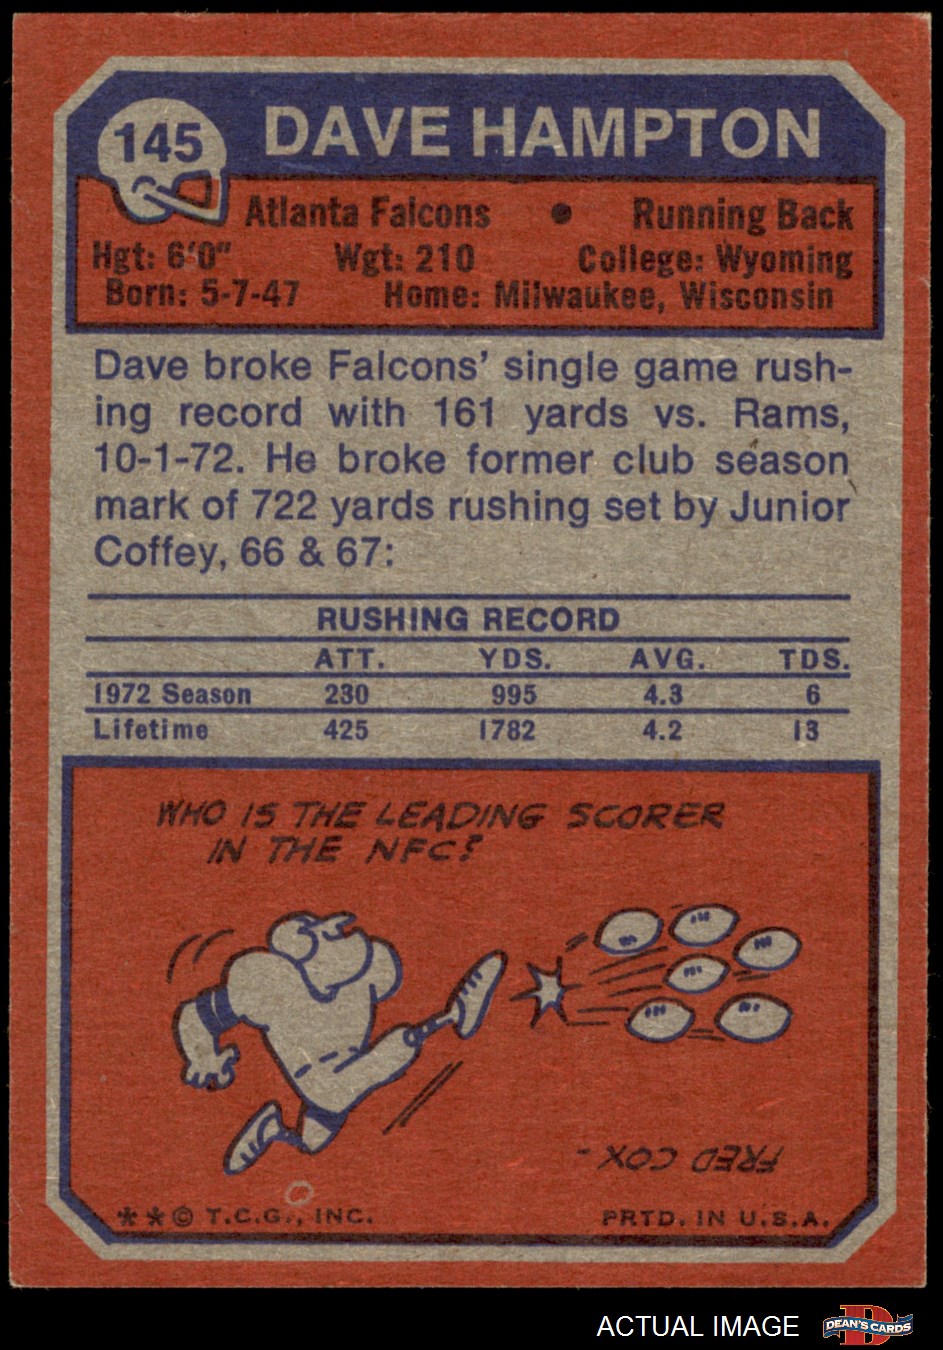 145
DAVE HAMPTON
Atlanta Falcons • Running Back
Hgt: 6'0" Wgt: 210 College: Wyoming
Born: 5-7-47 Home: Milwaukee, Wisconsin
Dave broke Falcons' single game rush-
ing record with 161 yards vs. Rams,
10-1-72. He broke former club season
mark of 722 yards rushing set by Junior
Coffey, 66 & 67:
RUSHING RECORD
ATT. YDS. AVG. TDS.
1972 Season 230 995 4.3 6
Lifetime 425 1782 4.2 13
WHO IS THE LEADING SCORER
IN THE NFC?
FRED COX -
** © T.C.G., INC. PRTD. IN U.S.A.
ACTUAL IMAGE
D
DEAN'S CARDS